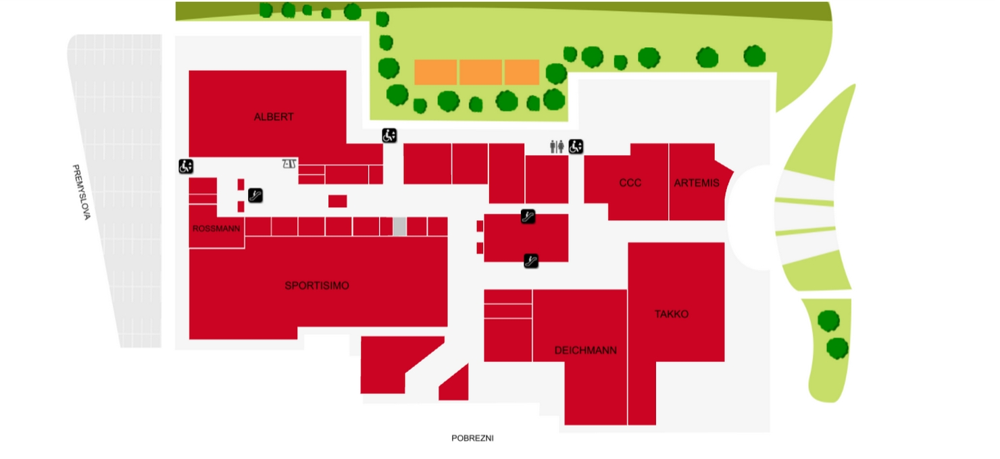 ALBERT
PREMYSLOVA
CCC
ARTEMIS
ROSSMANN
SPORTISIMO
TAKKO
DEICHMANN
POBREZNI